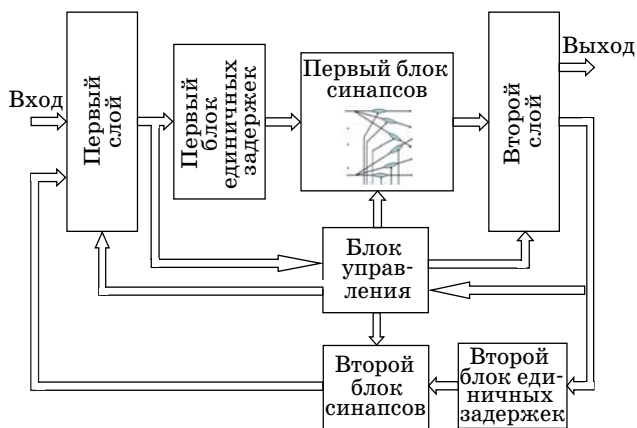 Вход
Первый
слой
Первый
блок
единичных
задержек
Первый блок
синапсов
Второй
слой
Выход
Блок
управ-
ления
Второй
блок
синапсов
Второй
блок еди-
ничных
задержек